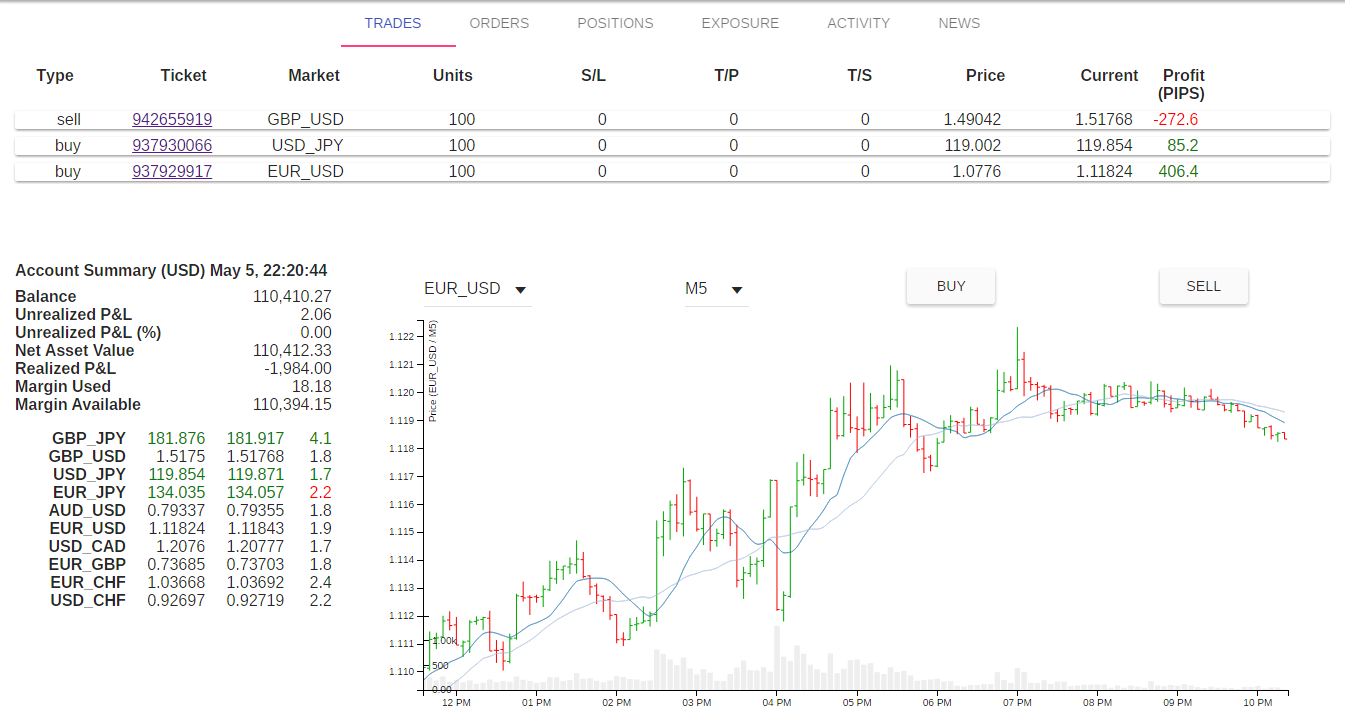 TRADES ORDERS POSITIONS EXPOSURE ACTIVITY NEWS
Type Ticket Market Units S/L T/P T/S Price Current Profit (PIPS)
sell 942655919 GBP_USD 100 0 0 0 1.49042 1.51768 -272.6
buy 937930066 USD_JPY 100 0 0 0 119.002 119.854 85.2
buy 937929917 EUR_USD 100 0 0 0 1.0776 1.11824 406.4
Account Summary (USD) May 5, 22:20:44
Balance 110,410.27
Unrealized P&L 2.06
Unrealized P&L (%) 0.00
Net Asset Value 110,412.33
Realized P&L -1,984.00
Margin Used 18.18
Margin Available 110,394.15
GBP_JPY 181.876 181.917 4.1
GBP_USD 1.5175 1.51768 1.8
USD_JPY 119.854 119.871 1.7
EUR_JPY 134.035 134.057 2.2
AUD_USD 0.79337 0.79355 1.8
EUR_USD 1.11824 1.11843 1.9
USD_CAD 1.2076 1.20777 1.7
EUR_GBP 0.73685 0.73703 1.8
EUR_CHF 1.03668 1.03692 2.4
USD_CHF 0.92697 0.92719 2.2
EUR_USD M5 BUY SELL
Price (EUR_USD / M5)
1.122
1.121
1.120
1.119
1.118
1.117
1.116
1.115
1.114
1.113
1.112
1.111
1.110
1.00k
500
0.00
12 PM 01 PM 02 PM 03 PM 04 PM 05 PM 06 PM 07 PM 08 PM 09 PM 10 PM